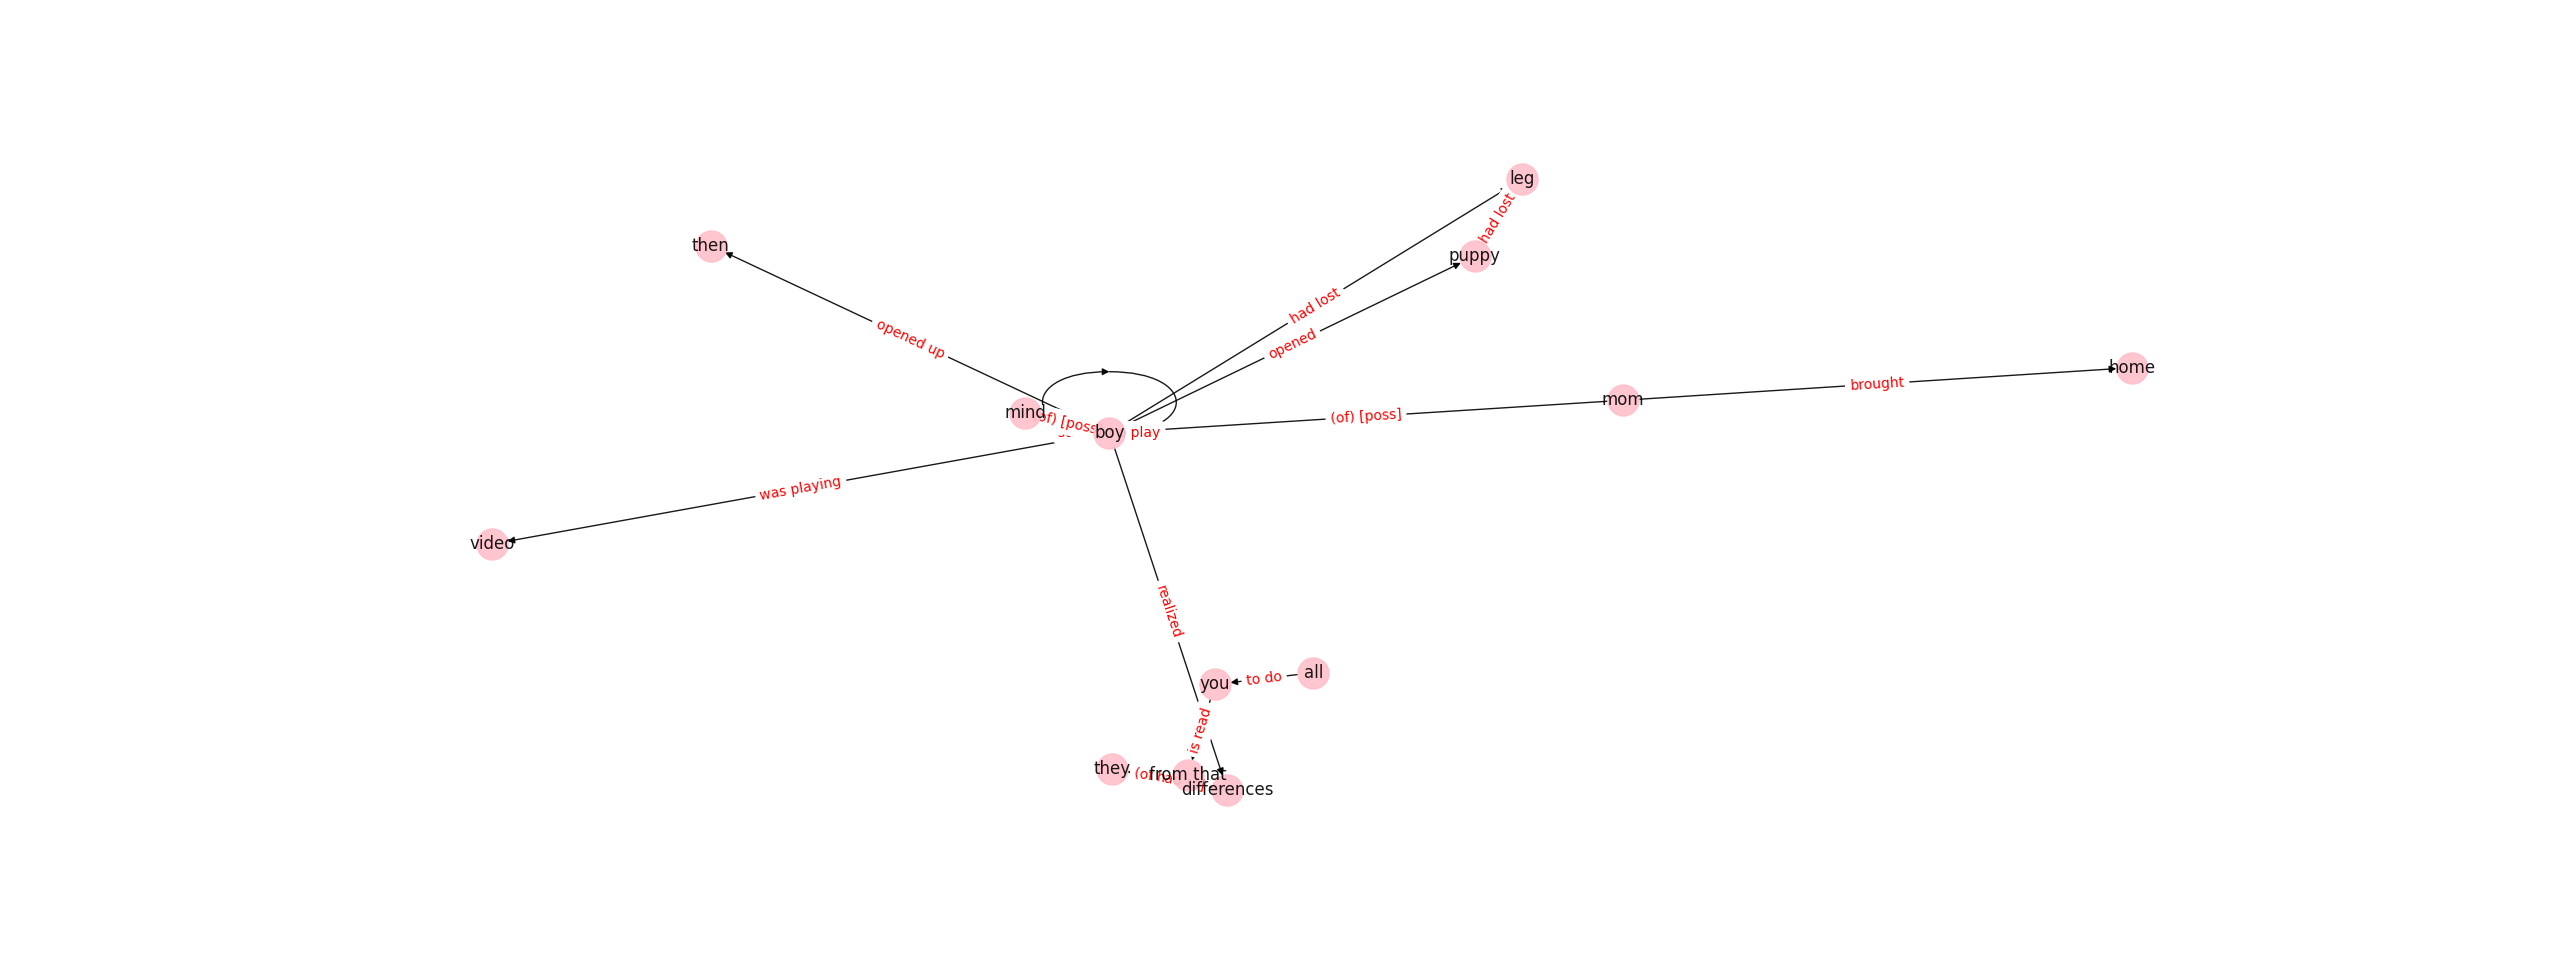 leg
had lost
then
puppy
had lost
opened up
opened
home
brought
mom
mind
(of) [poss]
(of) [poss
boy
play
was playing
video
realized
all
to do
you
is read
they
from that
differences